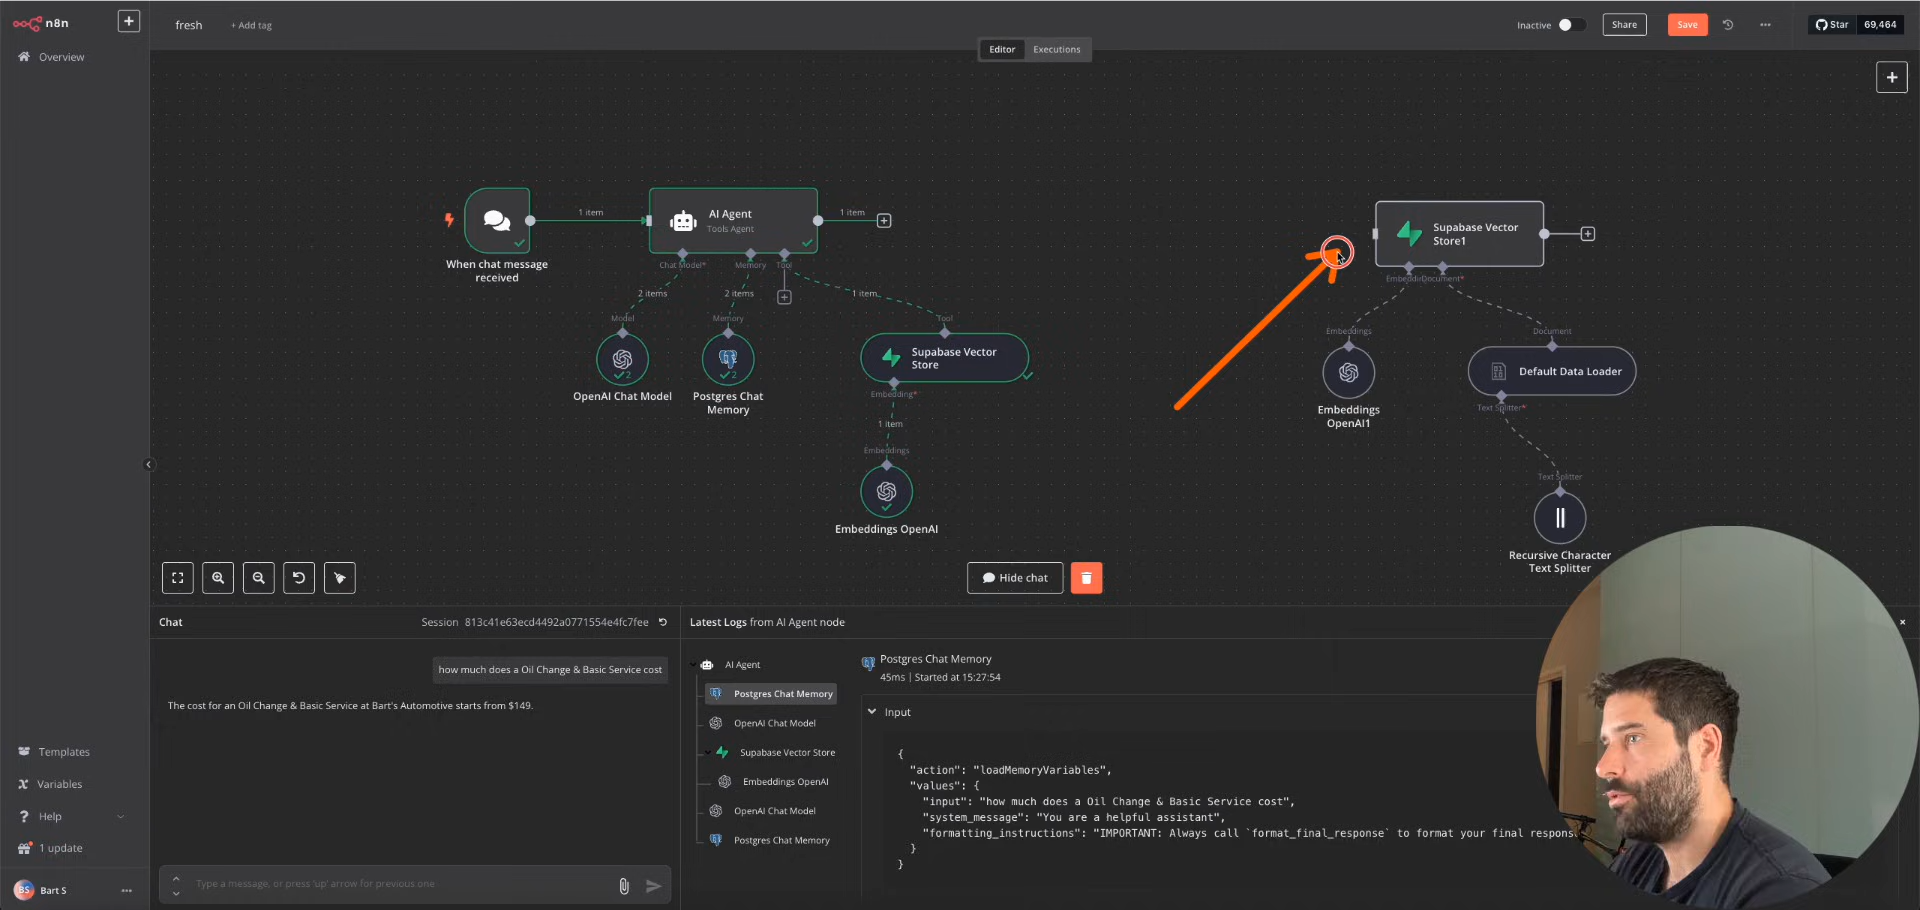 n8n
fresh
+ Add tag
Inactive
Share
Save
Star
69,464
Editor
Executions
Overview
1 item
AI Agent
Tools Agent
1 item
When chat message
received
Chat Model*
Memory
Tool
2 items
2 items
1 item
Model
Memory
Tool
OpenAI Chat Model
Postgres Chat
Memory
Supabase Vector
Store
Embedding*
1 item
Embeddings
Embeddings OpenAI
Supabase Vector
Store1
Document*
Embeddings
Document
Embeddings
OpenAI1
Default Data Loader
Text Splitter*
Text Splitter
Recursive Character
Text Splitter
Hide chat
Chat
Session 813c41e63ecd4492a0771554e4fc7fee
how much does a Oil Change & Basic Service cost
The cost for an Oil Change & Basic Service at Bart's Automotive starts from $149.
Type a message, or press 'up' arrow for previous one
Latest Logs from AI Agent node
AI Agent
Postgres Chat Memory
OpenAI Chat Model
Supabase Vector Store
Embeddings OpenAI
OpenAI Chat Model
Postgres Chat Memory
Postgres Chat Memory
45ms | Started at 15:27:54
Input
{
"action": "loadMemoryVariables",
"values": {
"input": "how much does a Oil Change & Basic Service cost",
"system_message": "You are a helpful assistant",
"formatting_instructions": "IMPORTANT: Always call `format_final_response` to format your final respons
}
}
Templates
Variables
Help
1 update
BS
Bart S